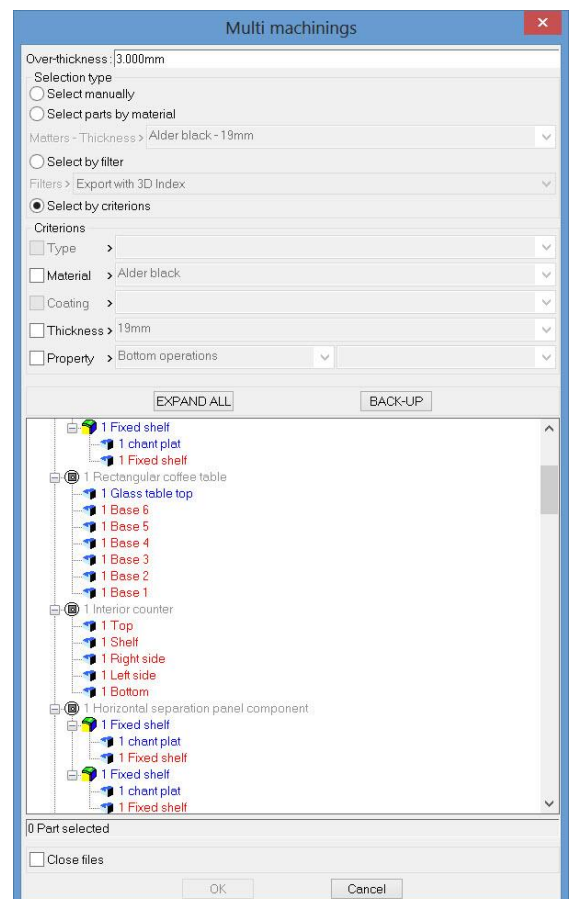 Multi machinings
Over-thickness: 3.000mm
Selection type
Select manually
Select parts by material
Matters - Thickness > Alder black - 19mm
Select by filter
Filters > Export with 3D Index
Select by criterions
Criterions
Type >
Material > Alder black
Coating >
Thickness > 19mm
Property > Bottom operations
EXPAND ALL BACK-UP
1 Fixed shelf
1 chant plat
1 Fixed shelf
1 Rectangular coffee table
1 Glass table top
1 Base 6
1 Base 5
1 Base 4
1 Base 3
1 Base 2
1 Base 1
1 Interior counter
1 Top
1 Shelf
1 Right side
1 Left side
1 Bottom
1 Horizontal separation panel component
1 Fixed shelf
1 chant plat
1 Fixed shelf
1 Fixed shelf
1 chant plat
1 Fixed shelf
0 Part selected
Close files
OK Cancel